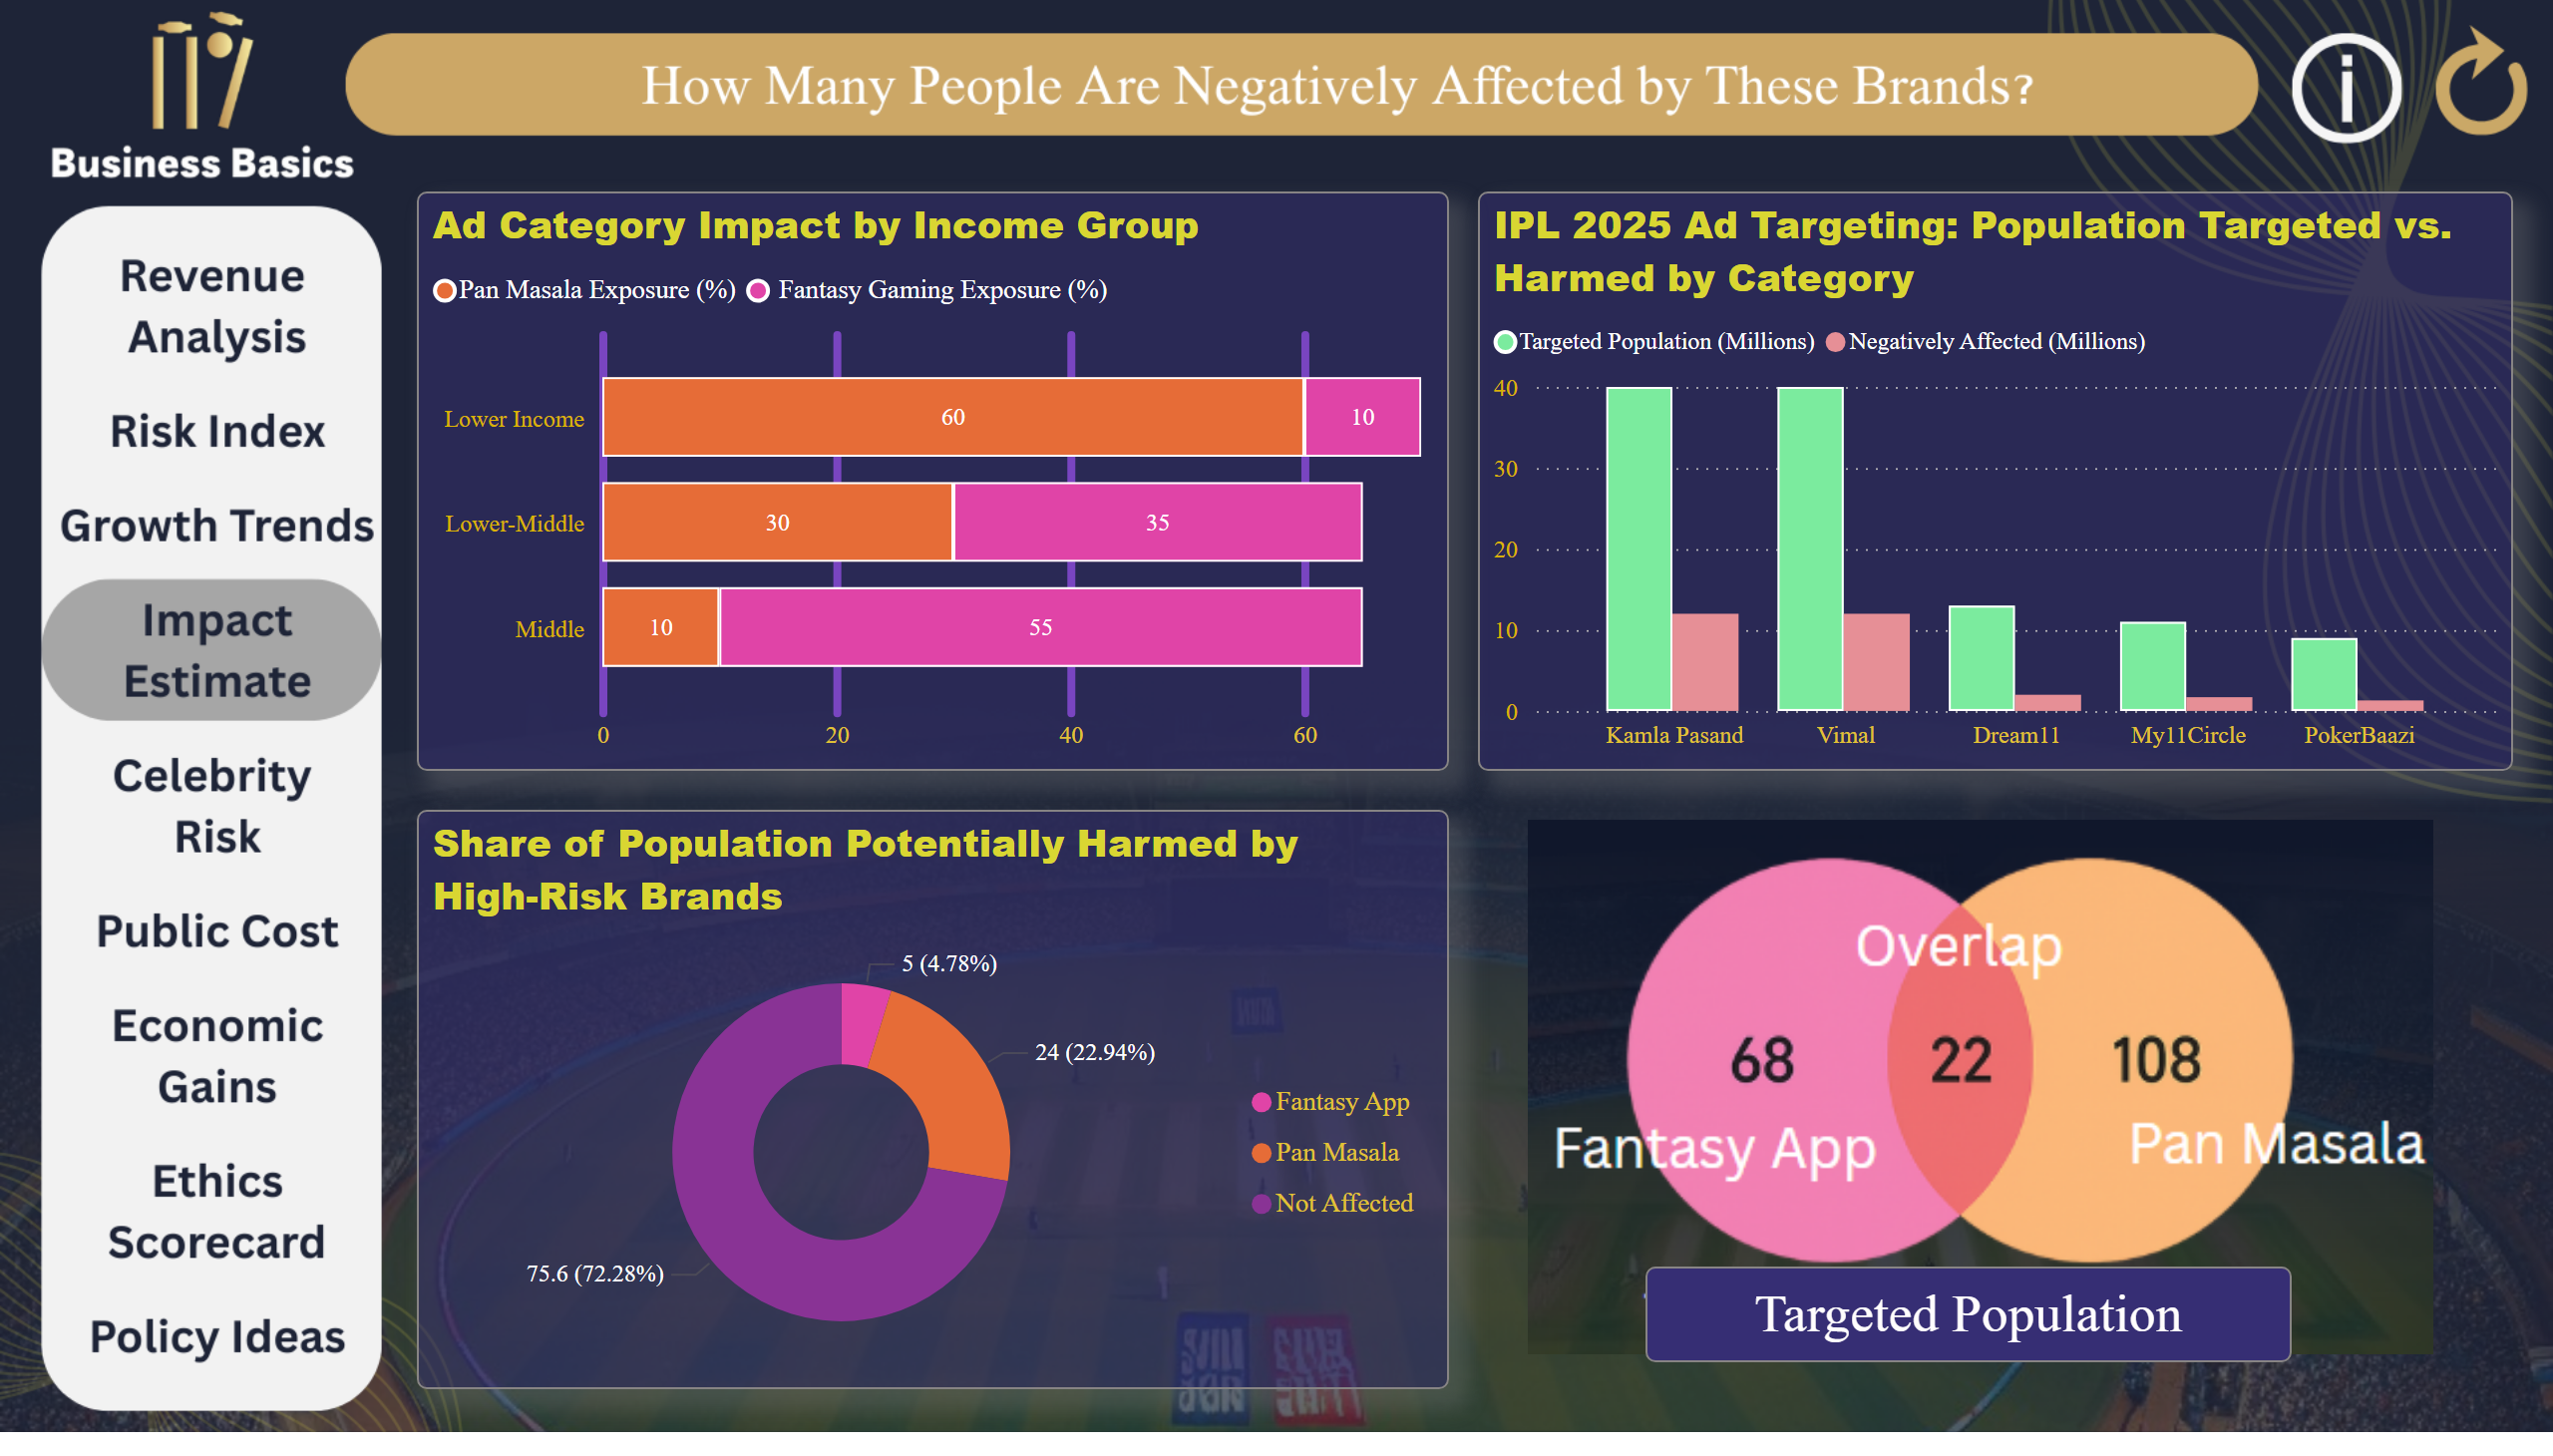 How Many People Are Negatively Affected by These Brands?
i
Business Basics
Revenue
Analysis
Risk Index
Growth Trends
Impact
Estimate
Celebrity
Risk
Public Cost
Economic
Gains
Ethics
Scorecard
Policy Ideas
Ad Category Impact by Income Group
Pan Masala Exposure (%) Fantasy Gaming Exposure (%)
Lower Income 60 10
Lower-Middle 30 35
Middle 10 55
0 20 40 60
IPL 2025 Ad Targeting: Population Targeted vs.
Harmed by Category
Targeted Population (Millions) Negatively Affected (Millions)
40
30
20
10
0
Kamla Pasand Vimal Dream11 My11Circle PokerBaazi
Share of Population Potentially Harmed by
High-Risk Brands
5 (4.78%)
24 (22.94%)
75.6 (72.28%)
Fantasy App
Pan Masala
Not Affected
Overlap
68 22 108
Fantasy App Pan Masala
Targeted Population